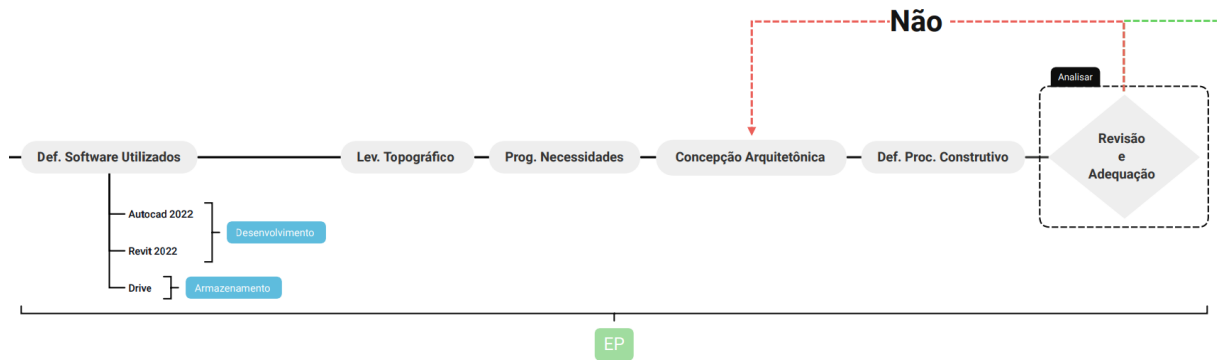 Não
Analisar
Def. Software Utilizados
Lev. Topográfico
Prog. Necessidades
Concepção Arquitetônica
Def. Proc. Construtivo
Revisão
e
Adequação
Autocad 2022
Revit 2022
Desenvolvimento
Drive
Armazenamento
EP